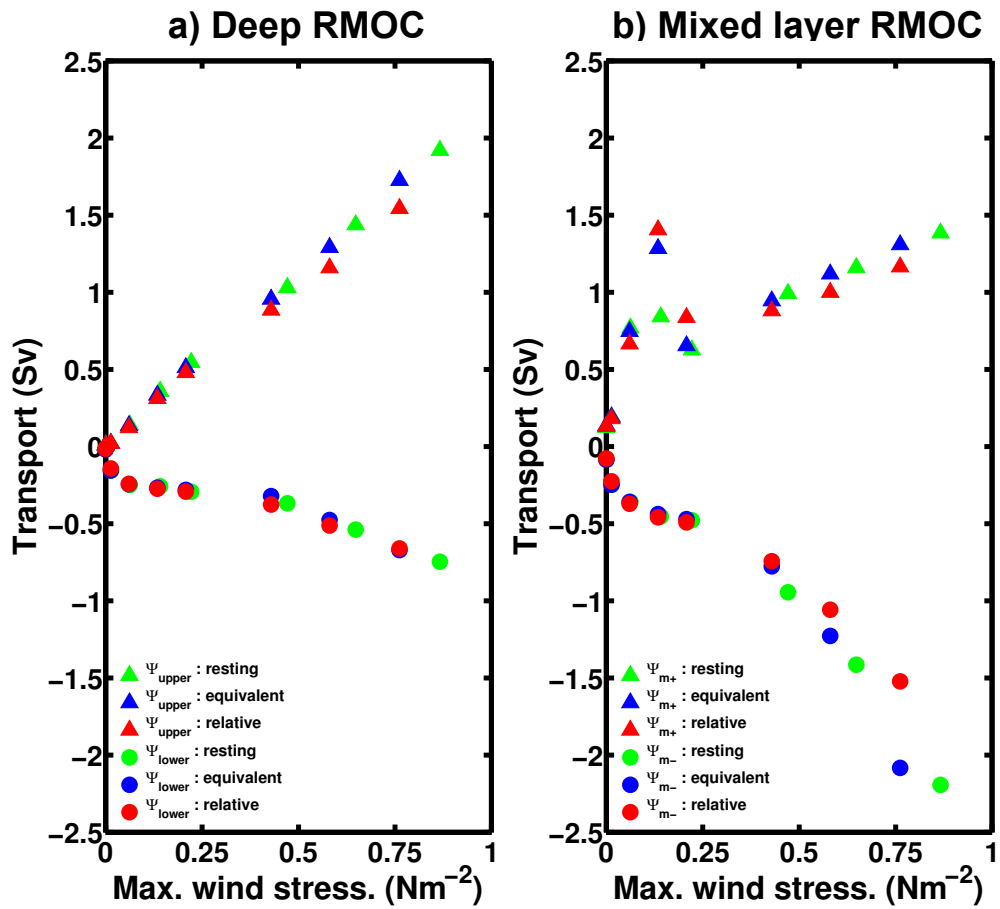 a) Deep RMOC
b) Mixed layer RMOC
2.5
2
1.5
1
0.5
0
−0.5
−1
−1.5
−2
−2.5
Transport (Sv)
Ψupper : resting
Ψupper : equivalent
Ψupper : relative
Ψlower : resting
Ψlower : equivalent
Ψlower : relative
0 0.25 0.5 0.75 1
Max. wind stress. (Nm−2)
2.5
2
1.5
1
0.5
0
−0.5
−1
−1.5
−2
−2.5
Transport (Sv)
Ψm+ : resting
Ψm+ : equivalent
Ψm+ : relative
Ψm− : resting
Ψm− : equivalent
Ψm− : relative
0 0.25 0.5 0.75 1
Max. wind stress. (Nm−2)